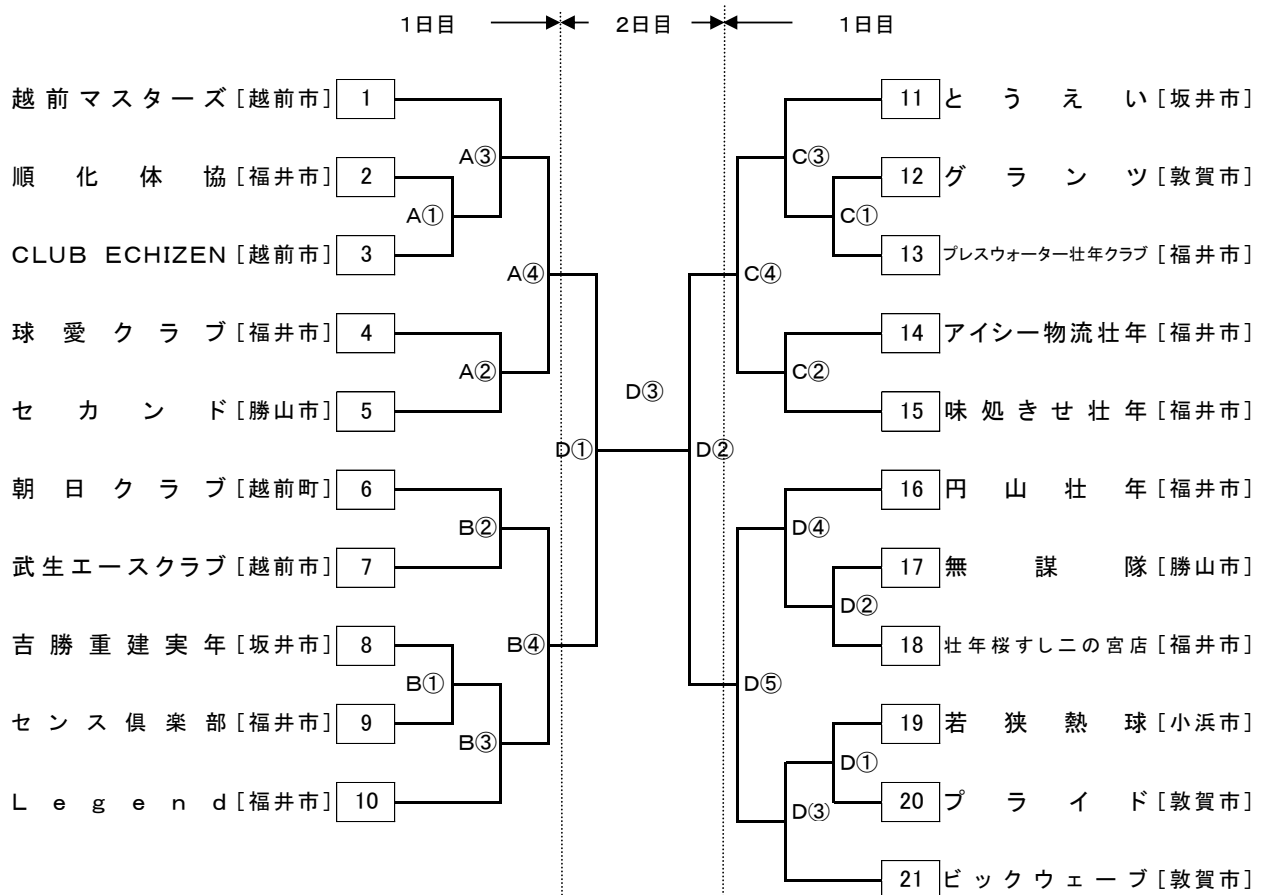 1日目 2日目 1日目
越前マスターズ [越前市] 1
順化体協 [福井市] 2
CLUB ECHIZEN [越前市] 3
球愛クラブ [福井市] 4
セカンド [勝山市] 5
朝日クラブ [越前町] 6
武生エースクラブ [越前市] 7
吉勝重建実年 [坂井市] 8
センス倶楽部 [福井市] 9
Legend [福井市] 10
A③
A①
A④
A②
B②
B④
B①
B③
D①
D③
D②
C③
C①
C④
C②
D④
D②
D⑤
D①
D③
11 とうえい [坂井市]
12 グランツ [敦賀市]
13 プレスウォーター壮年クラブ [福井市]
14 アイシー物流壮年 [福井市]
15 味処きせ壮年 [福井市]
16 円山壮年 [福井市]
17 無謀隊 [勝山市]
18 壮年桜すし二の宮店 [福井市]
19 若狭熱球 [小浜市]
20 プライド [敦賀市]
21 ビックウェーブ [敦賀市]